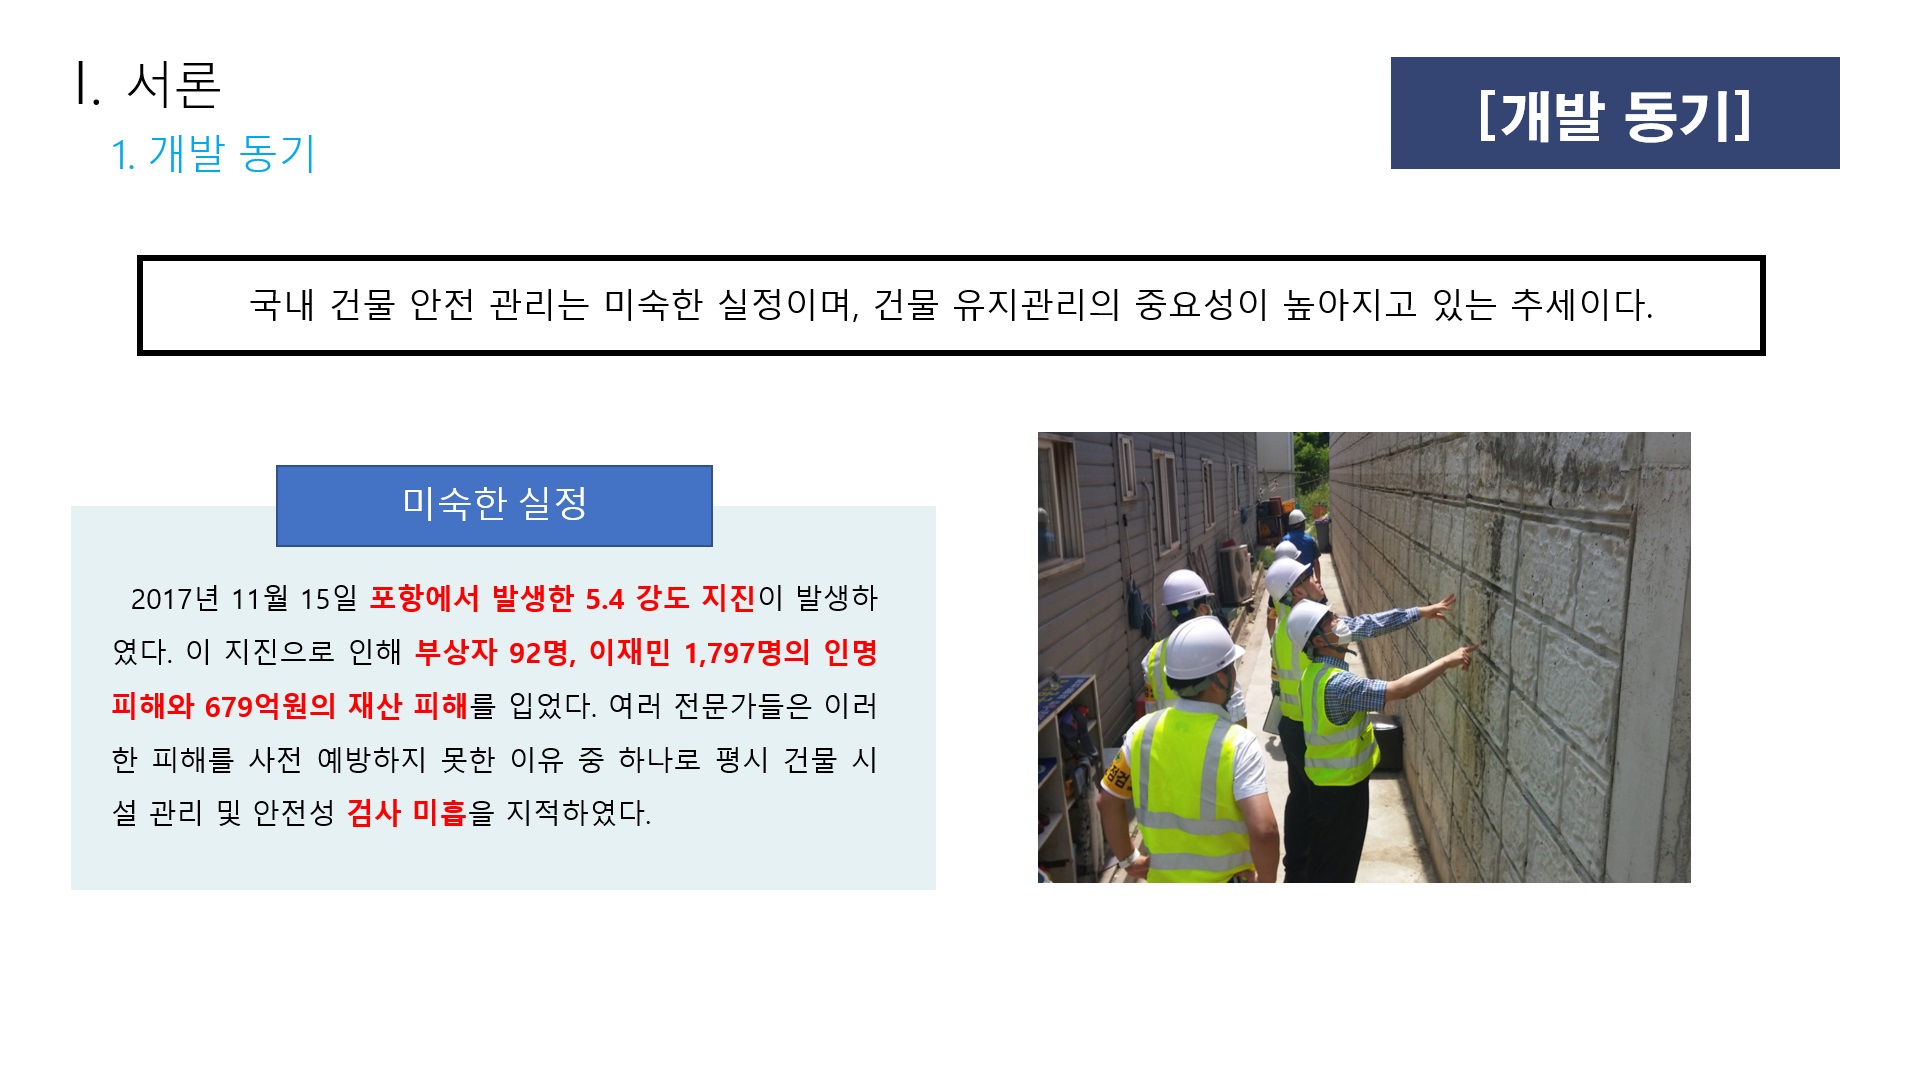 Ⅰ. 서론
1. 개발 동기
[개발 동기]
국내 건물 안전 관리는 미숙한 실정이며, 건물 유지관리의 중요성이 높아지고 있는 추세이다.
미숙한 실정
2017년 11월 15일 포항에서 발생한 5.4 강도 지진이 발생하
였다. 이 지진으로 인해 부상자 92명, 이재민 1,797명의 인명
피해와 679억원의 재산 피해를 입었다. 여러 전문가들은 이러
한 피해를 사전 예방하지 못한 이유 중 하나로 평시 건물 시
설 관리 및 안전성 검사 미흡을 지적하였다.
점검